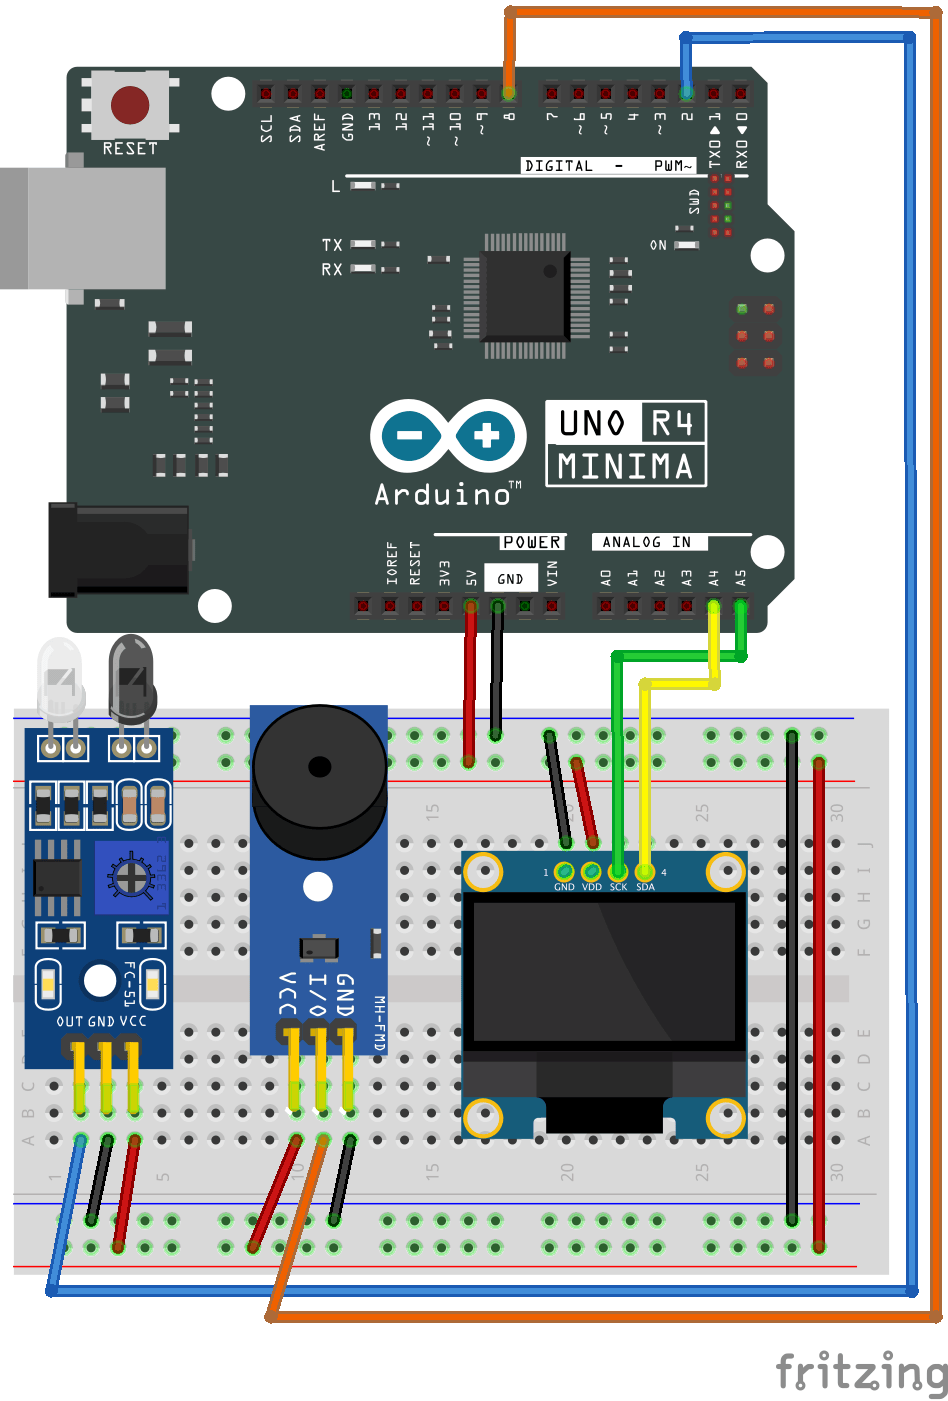 SCL SDA AREF GND 13 12 ~11 ~10 ~9 8 7 ~6 ~5 4 ~3 2 TX0▶1 RX0◀0
RESET
DIGITAL - PWM~
L
SWD
TX
ON
RX
UNO R4
MINIMA
Arduino™
POWER
ANALOG IN
IOREF RESET 3V3 5V GND VIN A0 A1 A2 A3 A4 A5
15 20 25 30
J
I
H
G
F
1 4
GND VDD SCK SDA
FC-51
OUT GND VCC
VCC I/O GND
MH-FMD
E
D
C C
B B
A A
1 5 10 15 20 25 30
fritzing